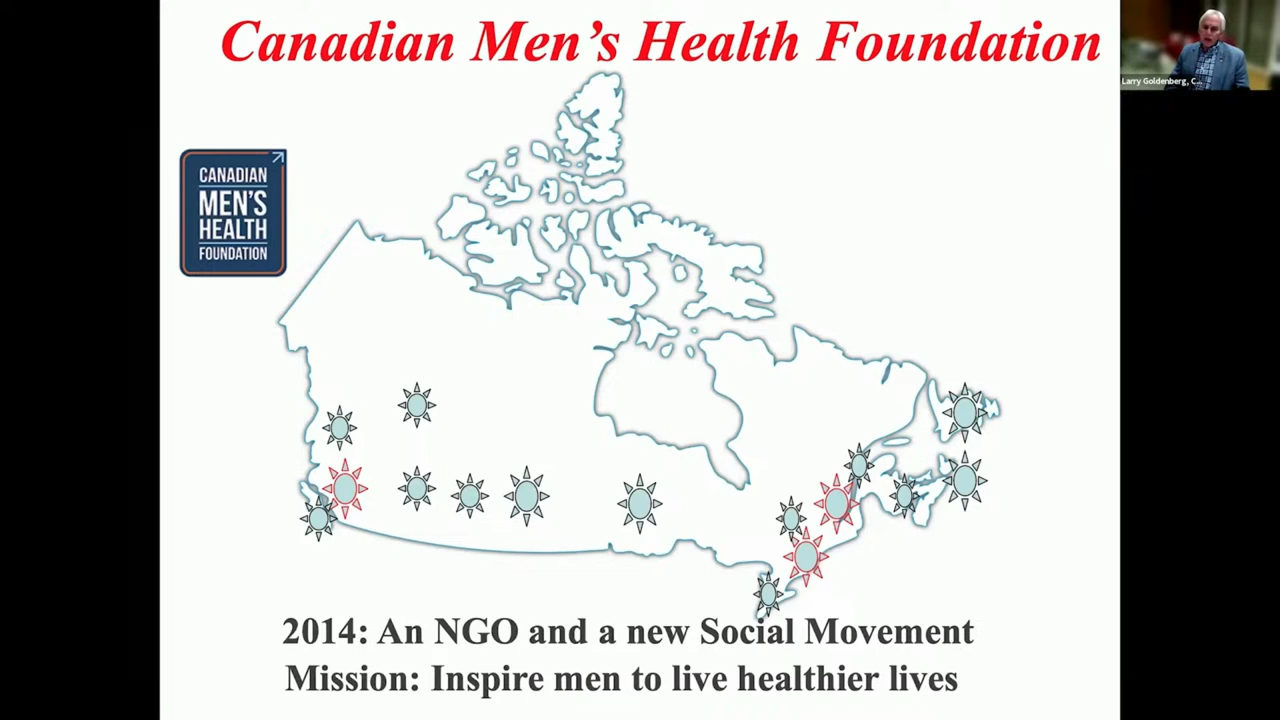 Canadian Men's Health Foundation
Larry Goldenberg, C...
CANADIAN
MEN'S
HEALTH
FOUNDATION
2014: An NGO and a new Social Movement
Mission: Inspire men to live healthier lives